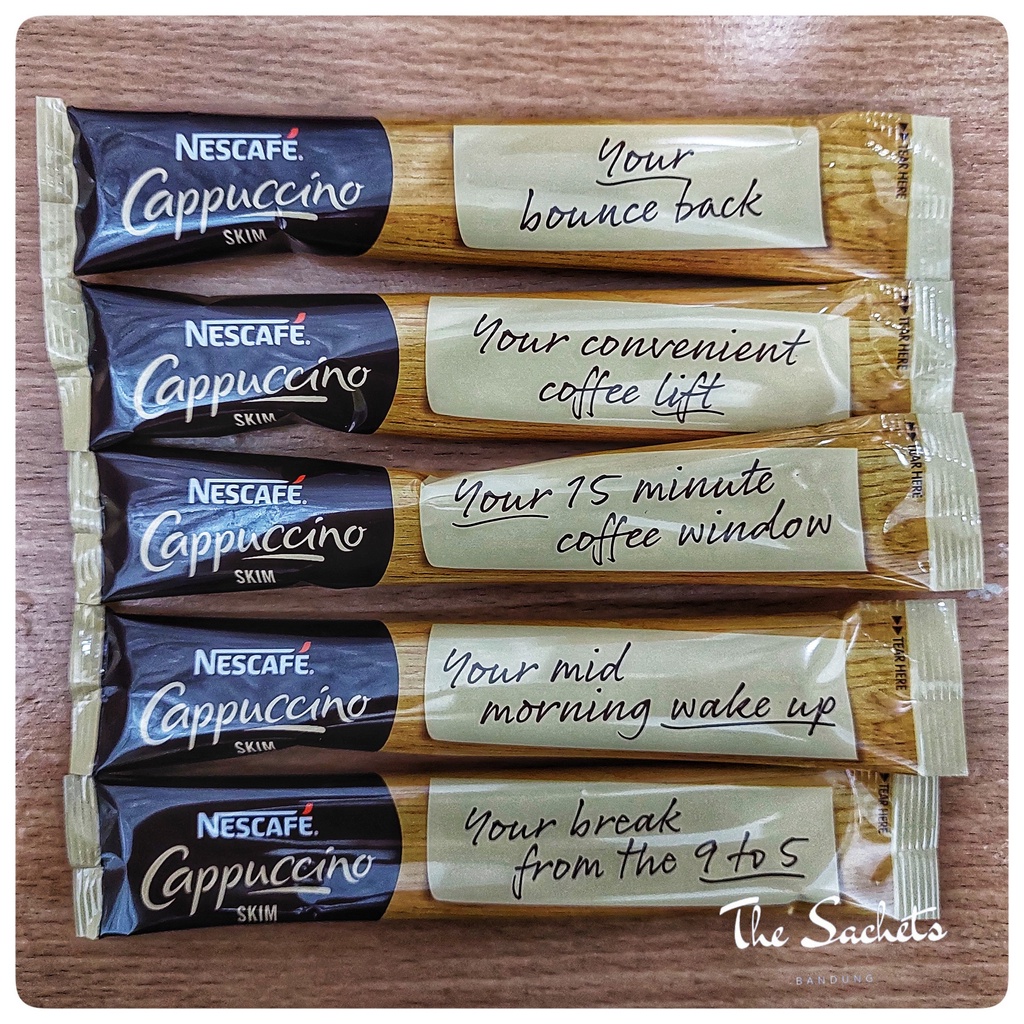 NESCAFÉ.
Cappuccino
SKIM
Your
bounce back
TEAR HERE
NESCAFÉ.
Cappuccino
SKIM
Your convenient
coffee lift
TEAR HERE
NESCAFÉ.
Cappuccino
SKIM
Your 15 minute
coffee window
TEAR HERE
NESCAFÉ.
Cappuccino
SKIM
Your mid
morning wake up
TEAR HERE
NESCAFÉ.
Cappuccino
SKIM
Your break
from the 9 to 5
TEAR HERE
The Sachets
BANDUNG